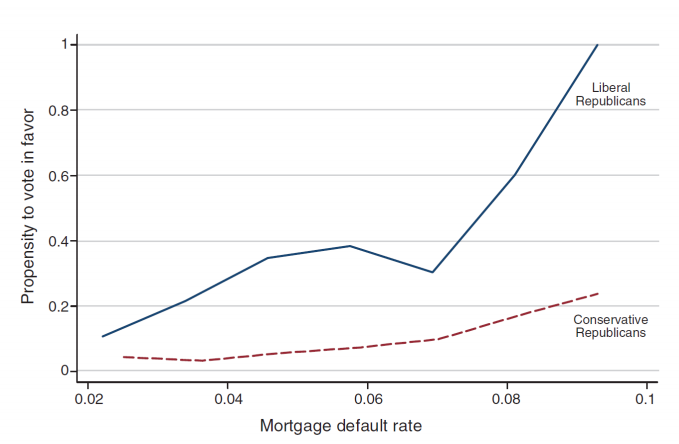 1
0.8
0.6
0.4
0.2
0
Propensity to vote in favor
Liberal
Republicans
Conservative
Republicans
0.02 0.04 0.06 0.08 0.1
Mortgage default rate